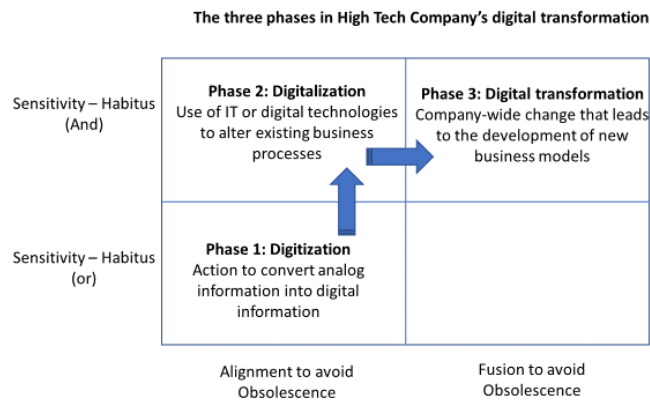 The three phases in High Tech Company's digital transformation
Sensitivity – Habitus
(And)
Phase 2: Digitalization
Use of IT or digital technologies
to alter existing business
processes
Phase 3: Digital transformation
Company-wide change that leads
to the development of new
business models
Sensitivity – Habitus
(or)
Phase 1: Digitization
Action to convert analog
information into digital
information
Alignment to avoid
Obsolescence
Fusion to avoid
Obsolescence